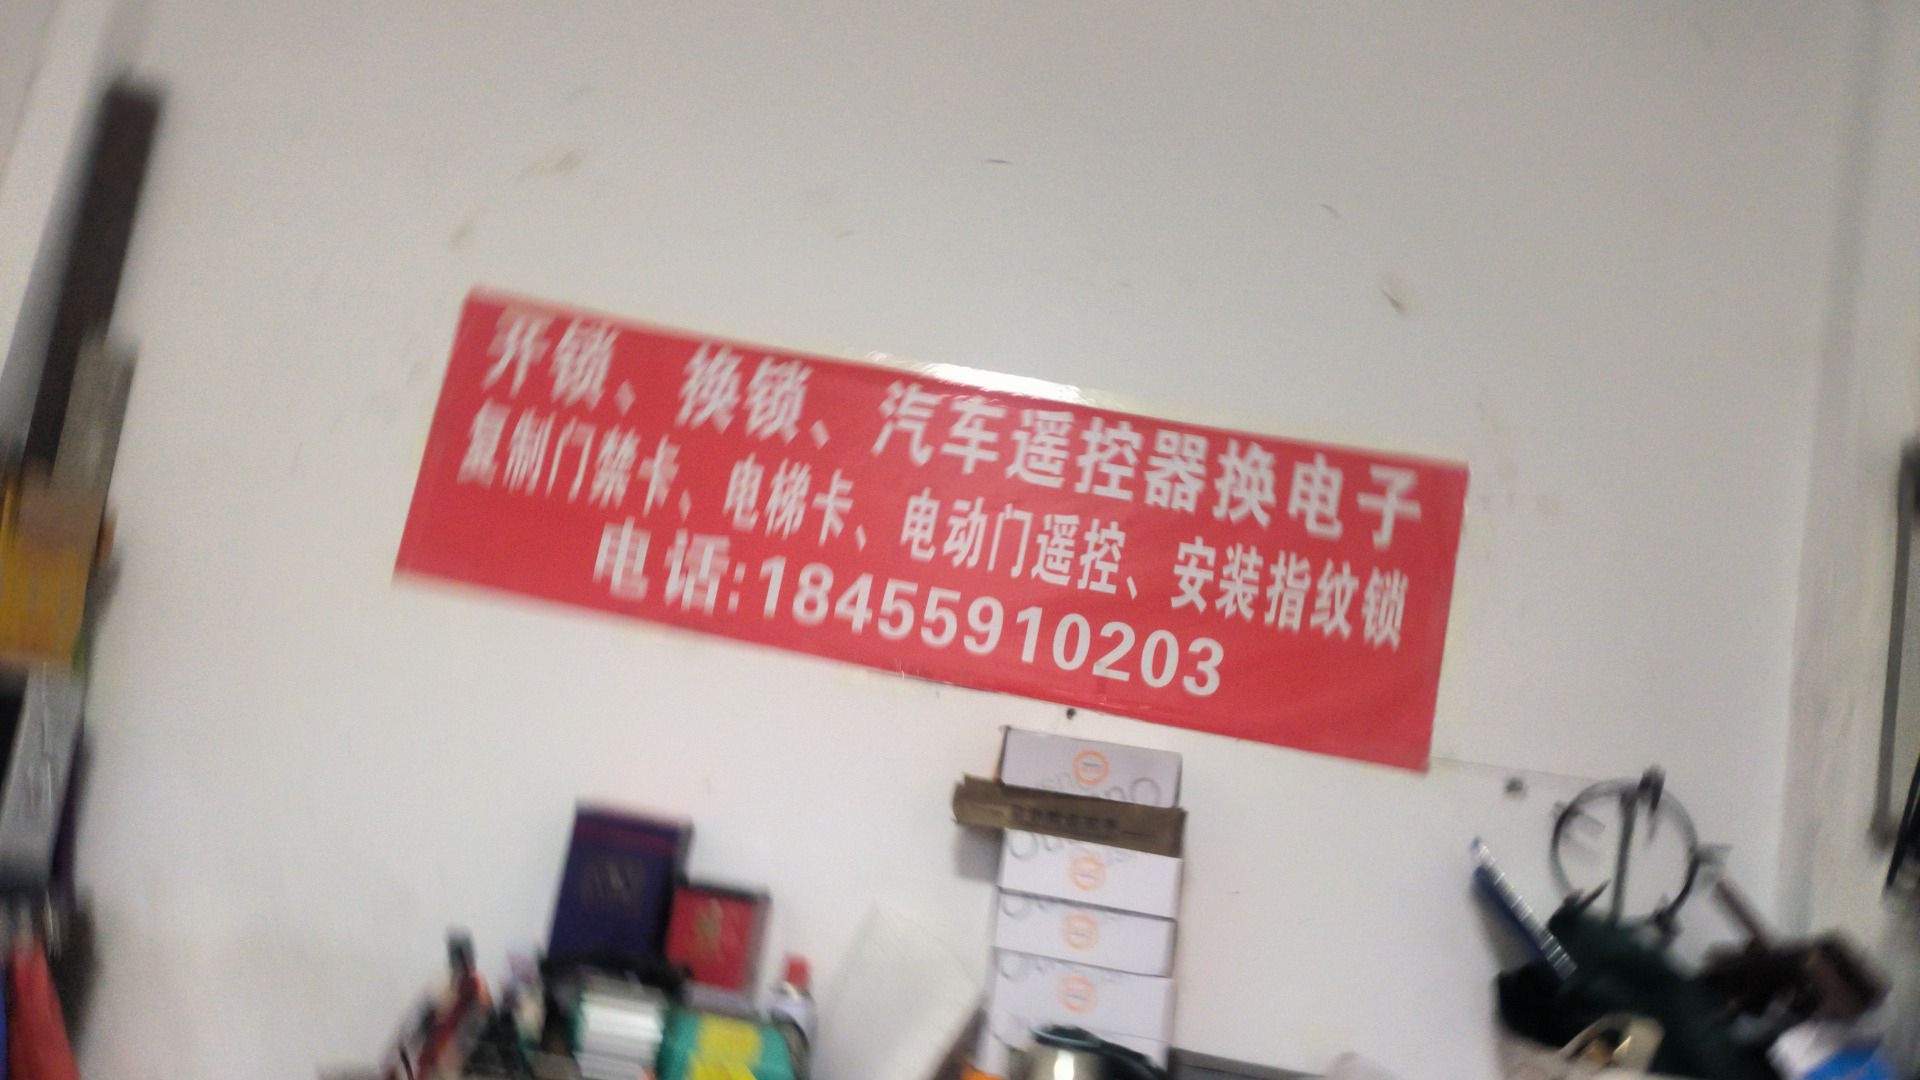 开锁、换锁、汽车遥控器换电子
复制门禁卡、电梯卡、电动门遥控、安装指纹锁
电话:18455910203